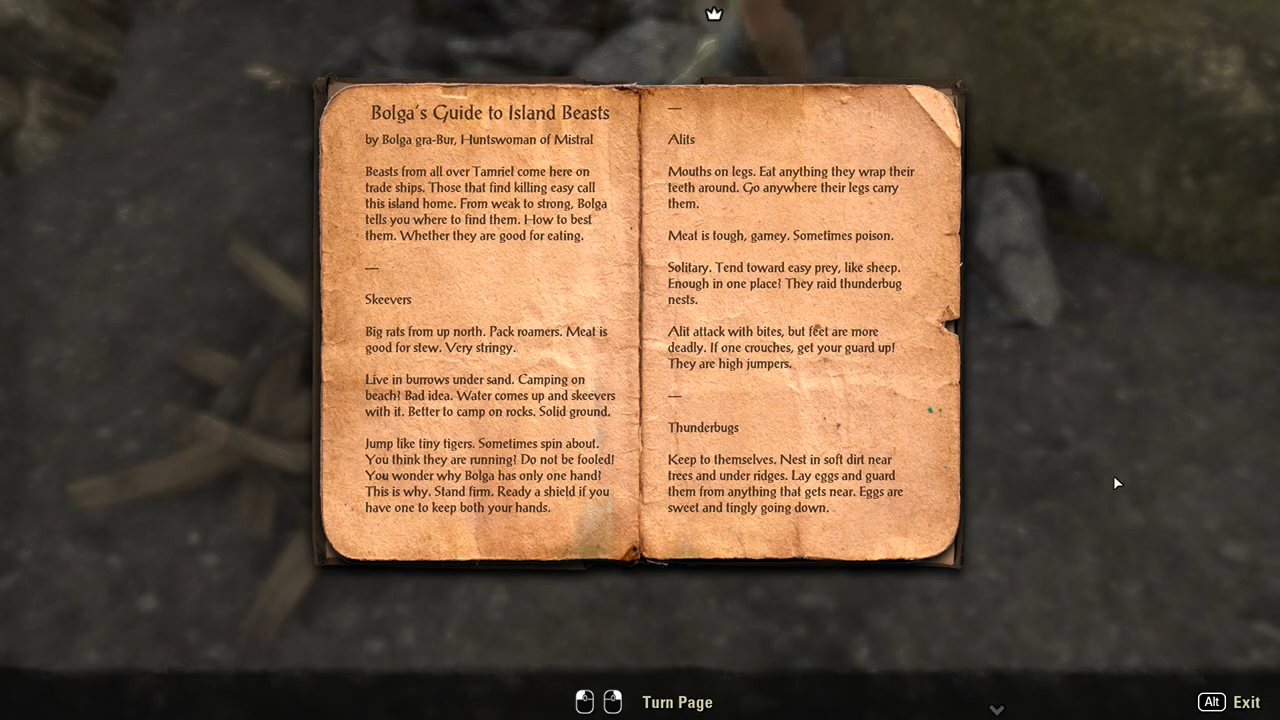 Bolga's Guide to Island Beasts
by Bolga gra-Bur, Huntswoman of Mistral
Beasts from all over Tamriel come here on
trade ships. Those that find killing easy call
this island home. From weak to strong, Bolga
tells you where to find them. How to best
them. Whether they are good for eating.
—
Skeevers
Big rats from up north. Pack roamers. Meat is
good for stew. Very stringy.
Live in burrows under sand. Camping on
beach? Bad idea. Water comes up and skeevers
with it. Better to camp on rocks. Solid ground.
Jump like tiny tigers. Sometimes spin about.
You think they are running? Do not be fooled!
You wonder why Bolga has only one hand?
This is why. Stand firm. Ready a shield if you
have one to keep both your hands.
—
Alits
Mouths on legs. Eat anything they wrap their
teeth around. Go anywhere their legs carry
them.
Meat is tough, gamey. Sometimes poison.
Solitary. Tend toward easy prey, like sheep.
Enough in one place? They raid thunderbug
nests.
Alit attack with bites, but feet are more
deadly. If one crouches, get your guard up!
They are high jumpers.
—
Thunderbugs
Keep to themselves. Nest in soft dirt near
trees and under ridges. Lay eggs and guard
them from anything that gets near. Eggs are
sweet and tingly going down.
Turn Page
Alt Exit